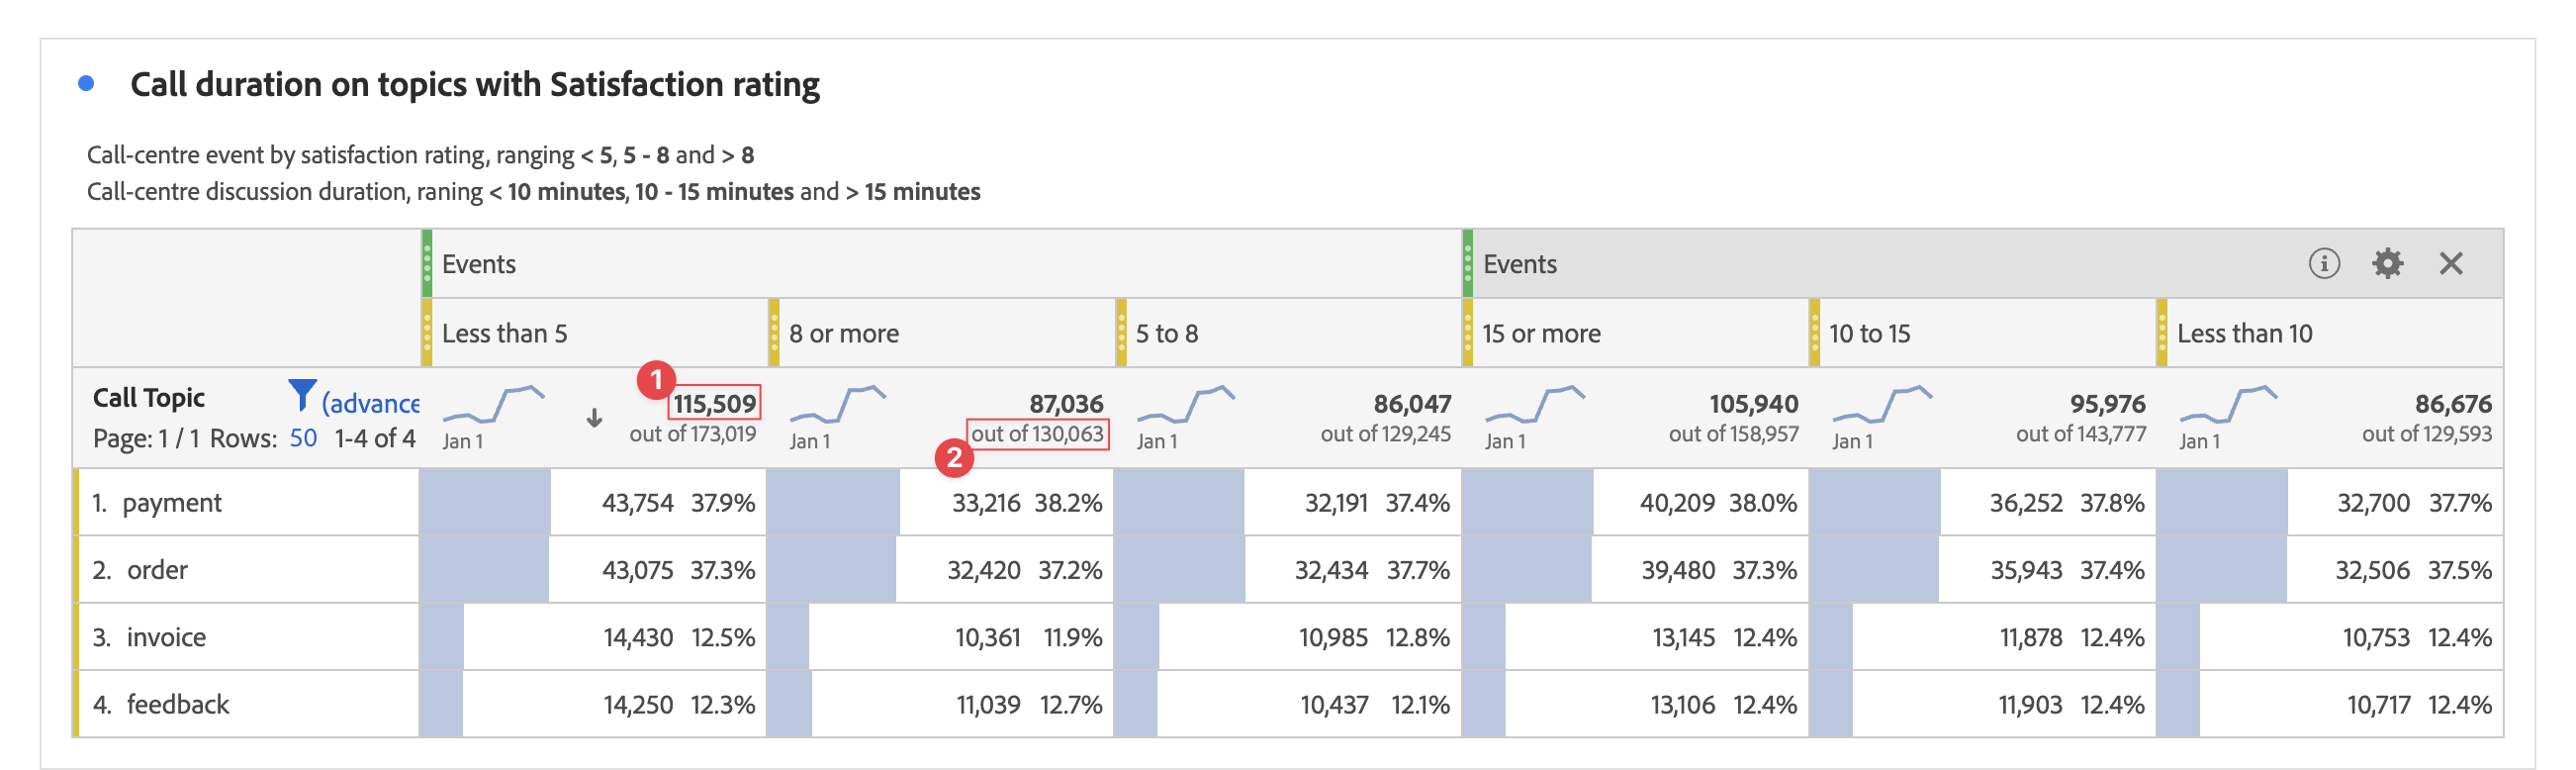 Call duration on topics with Satisfaction rating
Call-centre event by satisfaction rating, ranging < 5, 5 - 8 and > 8
Call-centre discussion duration, raning < 10 minutes, 10 - 15 minutes and > 15 minutes
Events Events
Less than 5 8 or more 5 to 8 15 or more 10 to 15 Less than 10
1
Call Topic (advance 115,509 87,036 86,047 105,940 95,976 86,676
Page: 1 / 1 Rows: 50 1-4 of 4 Jan 1 out of 173,019 Jan 1 out of 130,063 Jan 1 out of 129,245 Jan 1 out of 158,957 Jan 1 out of 143,777 Jan 1 out of 129,593
2
1. payment 43,754 37.9% 33,216 38.2% 32,191 37.4% 40,209 38.0% 36,252 37.8% 32,700 37.7%
2. order 43,075 37.3% 32,420 37.2% 32,434 37.7% 39,480 37.3% 35,943 37.4% 32,506 37.5%
3. invoice 14,430 12.5% 10,361 11.9% 10,985 12.8% 13,145 12.4% 11,878 12.4% 10,753 12.4%
4. feedback 14,250 12.3% 11,039 12.7% 10,437 12.1% 13,106 12.4% 11,903 12.4% 10,717 12.4%